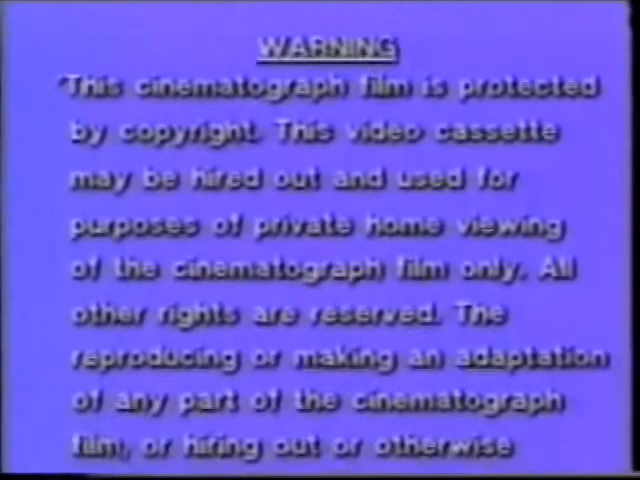 WARNING
"This cinematograph film is protected
by copyright. This video cassette
may be hired out and used for
purposes of private home viewing
of the cinematograph film only. All
other rights are reserved. The
reproducing or making an adaptation
of any part of the cinematograph
film, or hiring out or otherwise